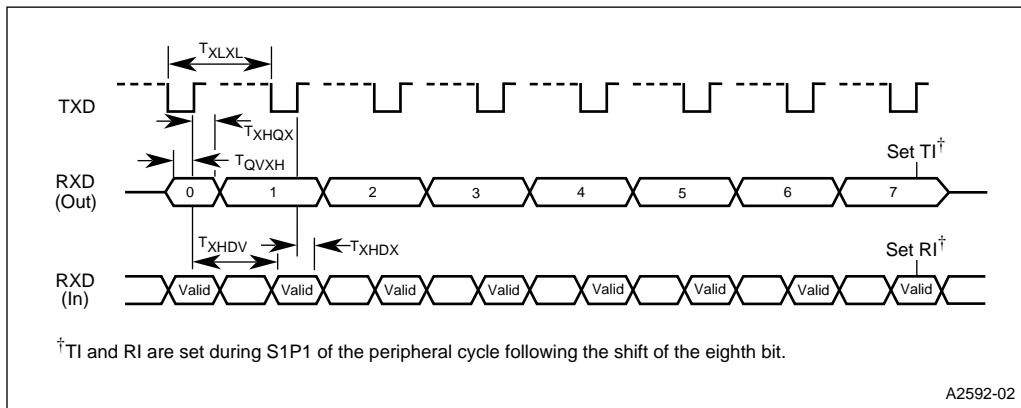 TXLXL
TXD
TXHQX
TQVXH
Set TI†
RXD
(Out)
0 1 2 3 4 5 6 7
TXHDV
TXHDX
Set RI†
RXD
(In)
Valid Valid Valid Valid Valid Valid Valid Valid
†TI and RI are set during S1P1 of the peripheral cycle following the shift of the eighth bit.
A2592-02